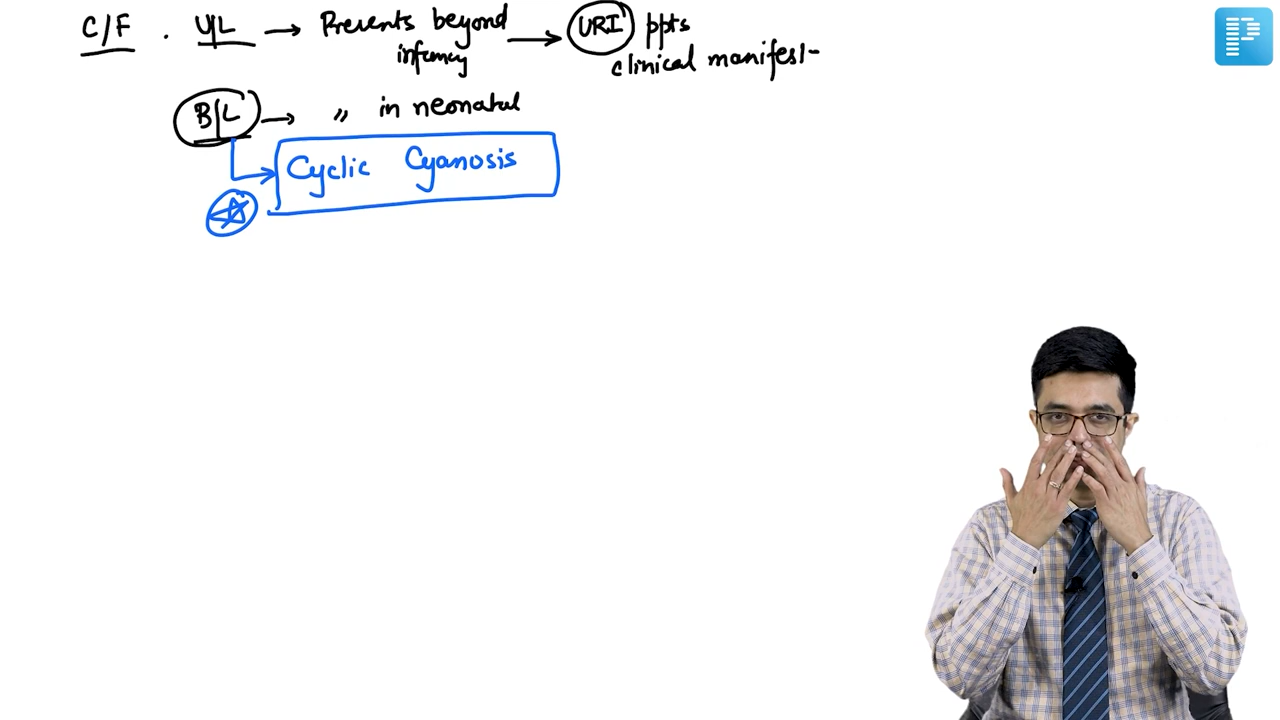 C/F . U/L → Presents beyond infancy → URI ppts
clinical manifest-
B/L → " in neonatal
Cyclic Cyanosis